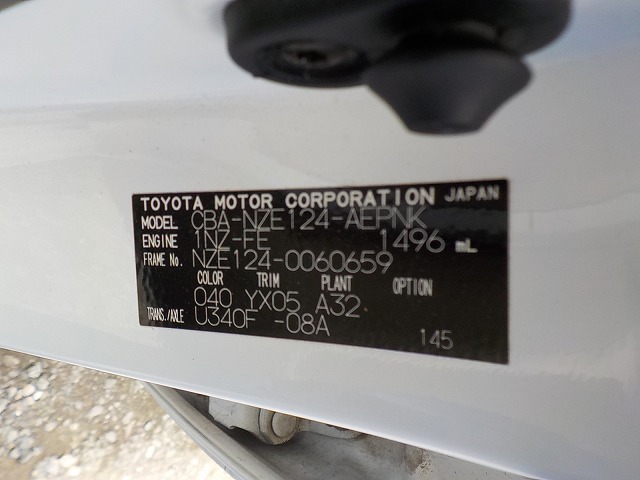 TOYOTA MOTOR CORPORATION JAPAN
MODEL CBA-NZE124-AEPNK
ENGINE 1NZ-FE 1496 mL
FRAME No. NZE124-0060659
COLOR TRIM PLANT OPTION
040 YX05 A32
TRANS./AXLE U340F -08A
145